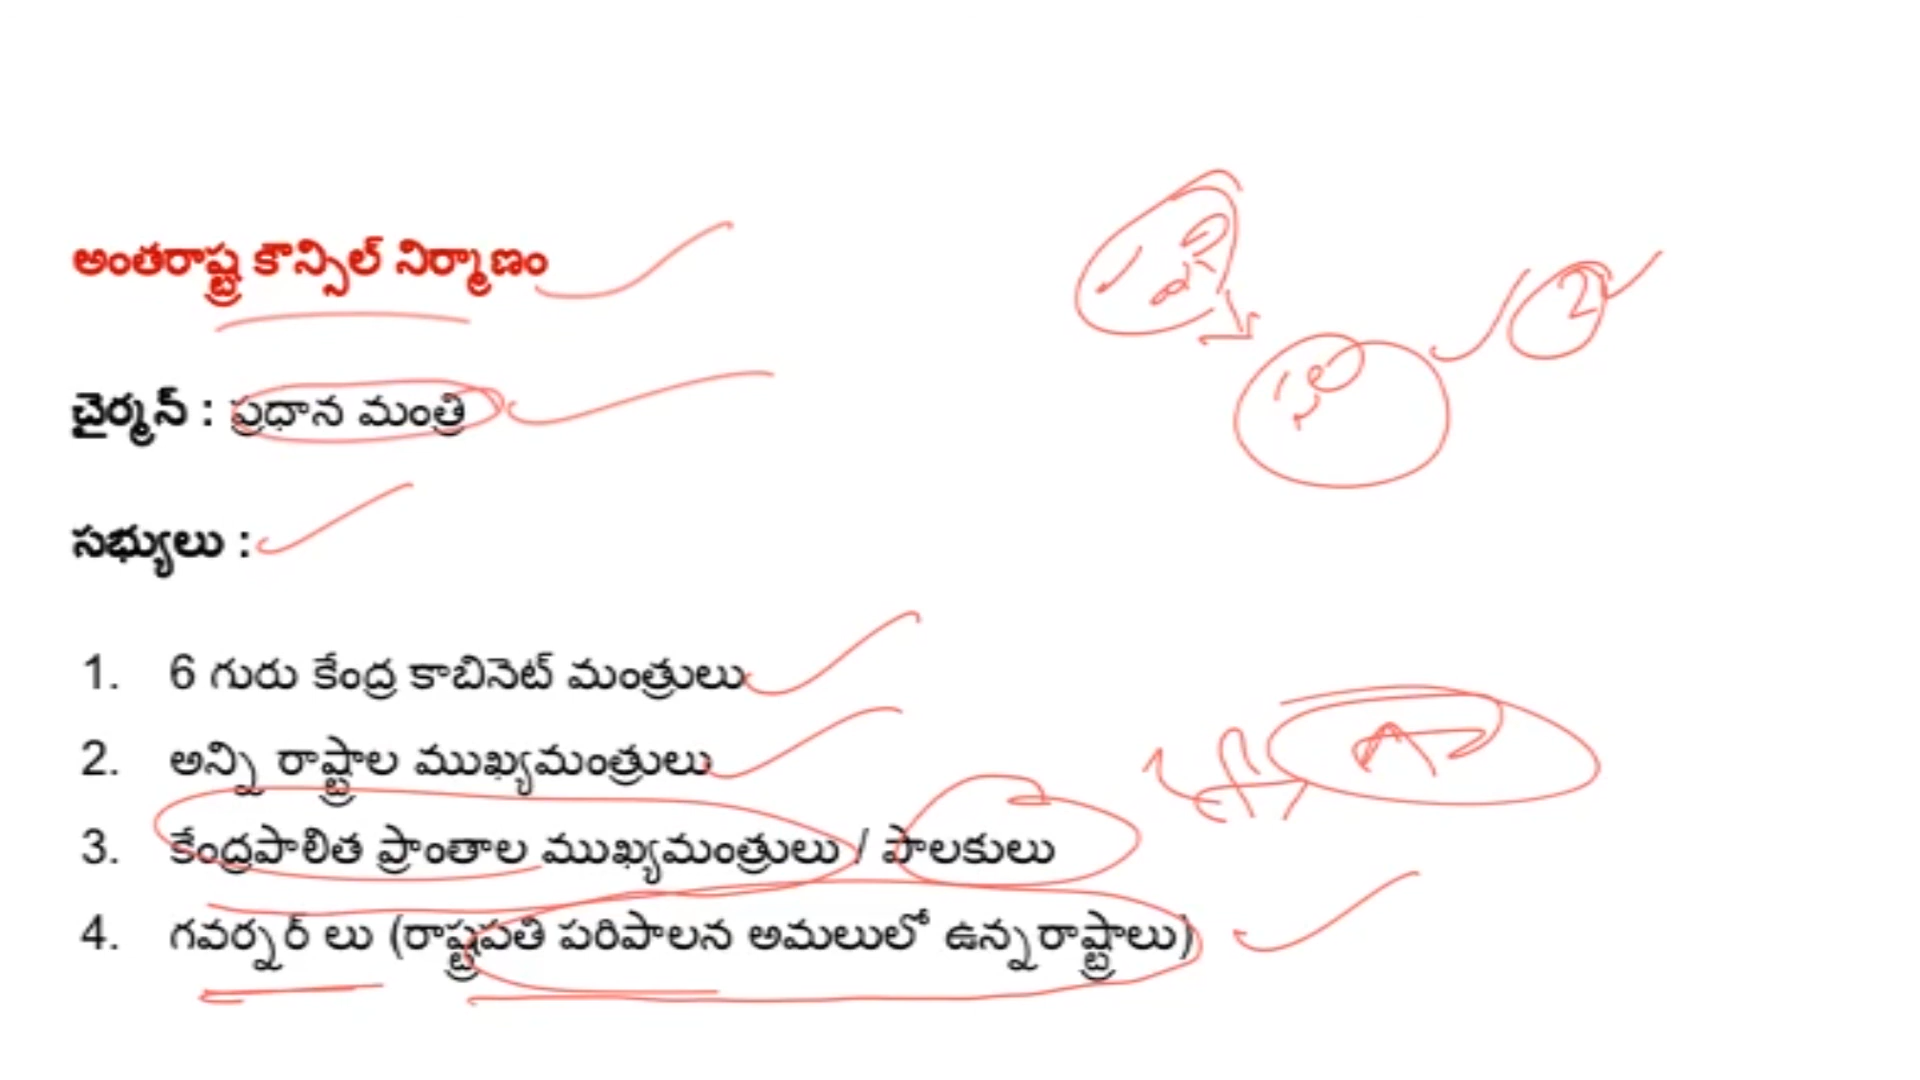 అంతరాష్ట్ర కౌన్సిల్ నిర్మాణం
చైర్మన్ : ప్రధాన మంత్రి
సభ్యులు :
1. 6 గురు కేంద్ర కాబినెట్ మంత్రులు
2. అన్ని రాష్ట్రాల ముఖ్యమంత్రులు
3. కేంద్రపాలిత ప్రాంతాల ముఖ్యమంత్రులు / పాలకులు
4. గవర్నర్ లు (రాష్ట్రపతి పరిపాలన అమలులో ఉన్నరాష్ట్రాలు)